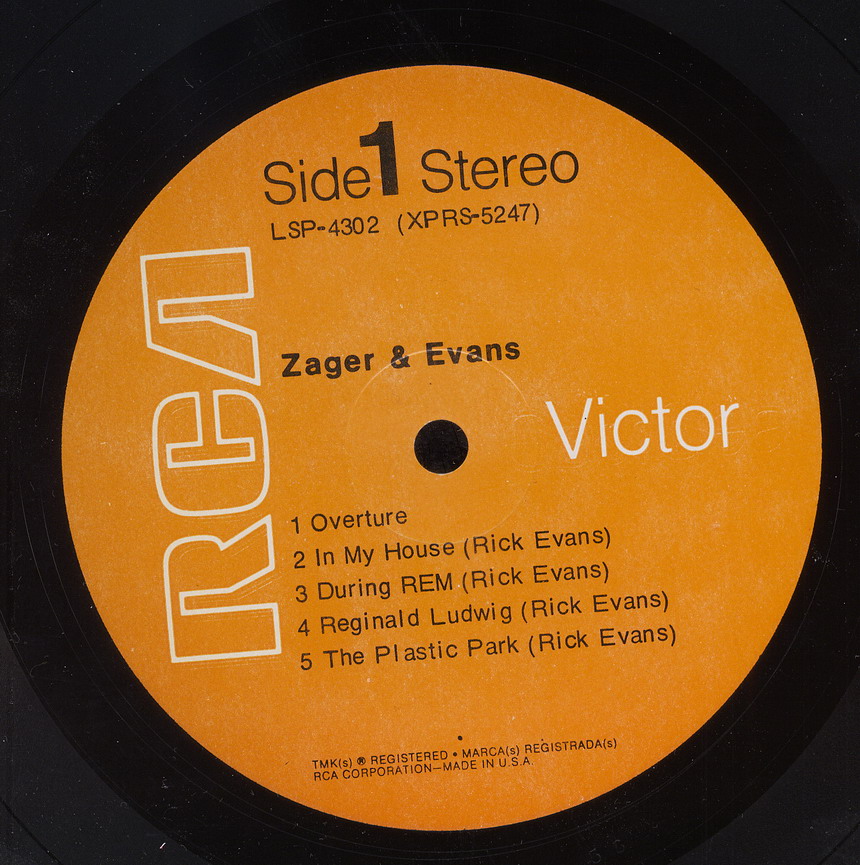 Side 1 Stereo
LSP-4302 (XPRS-5247)
RCA
Zager & Evans
Victor
1 Overture
2 In My House (Rick Evans)
3 During REM (Rick Evans)
4 Reginald Ludwig (Rick Evans)
5 The Plastic Park (Rick Evans)
TMK(s) ® REGISTERED • MARCA(s) REGISTRADA(s)
RCA CORPORATION—MADE IN U.S.A.